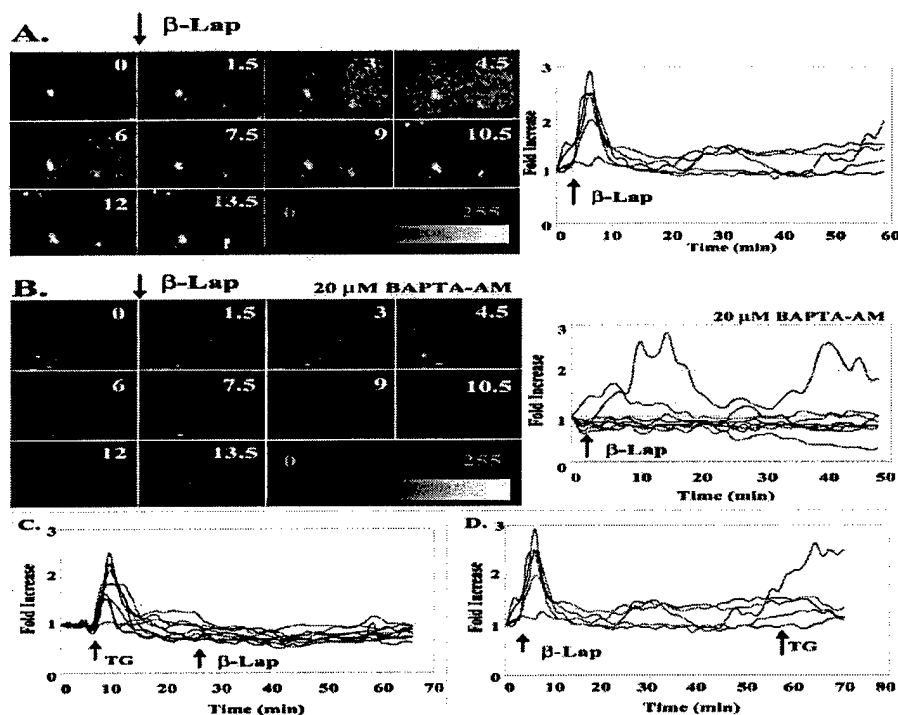 A.
β-Lap
0 1.5 3 4.5
6 7.5 9 10.5
12 13.5 0 255
Fold Increase
3
2
1
0
β-Lap
0 10 20 30 40 50 60
Time (min)
B.
β-Lap
20 μM BAPTA-AM
0 1.5 3 4.5
6 7.5 9 10.5
12 13.5 0 255
20 μM BAPTA-AM
Fold Increase
3
2
1
0
β-Lap
0 10 20 30 40 50
Time (min)
C.
Fold Increase
3
2
1
0
TG
β-Lap
0 10 20 30 40 50 60 70
Time (min)
D.
Fold Increase
3
2
1
0
β-Lap
TG
0 10 20 30 40 50 60 70 80
Time (min)